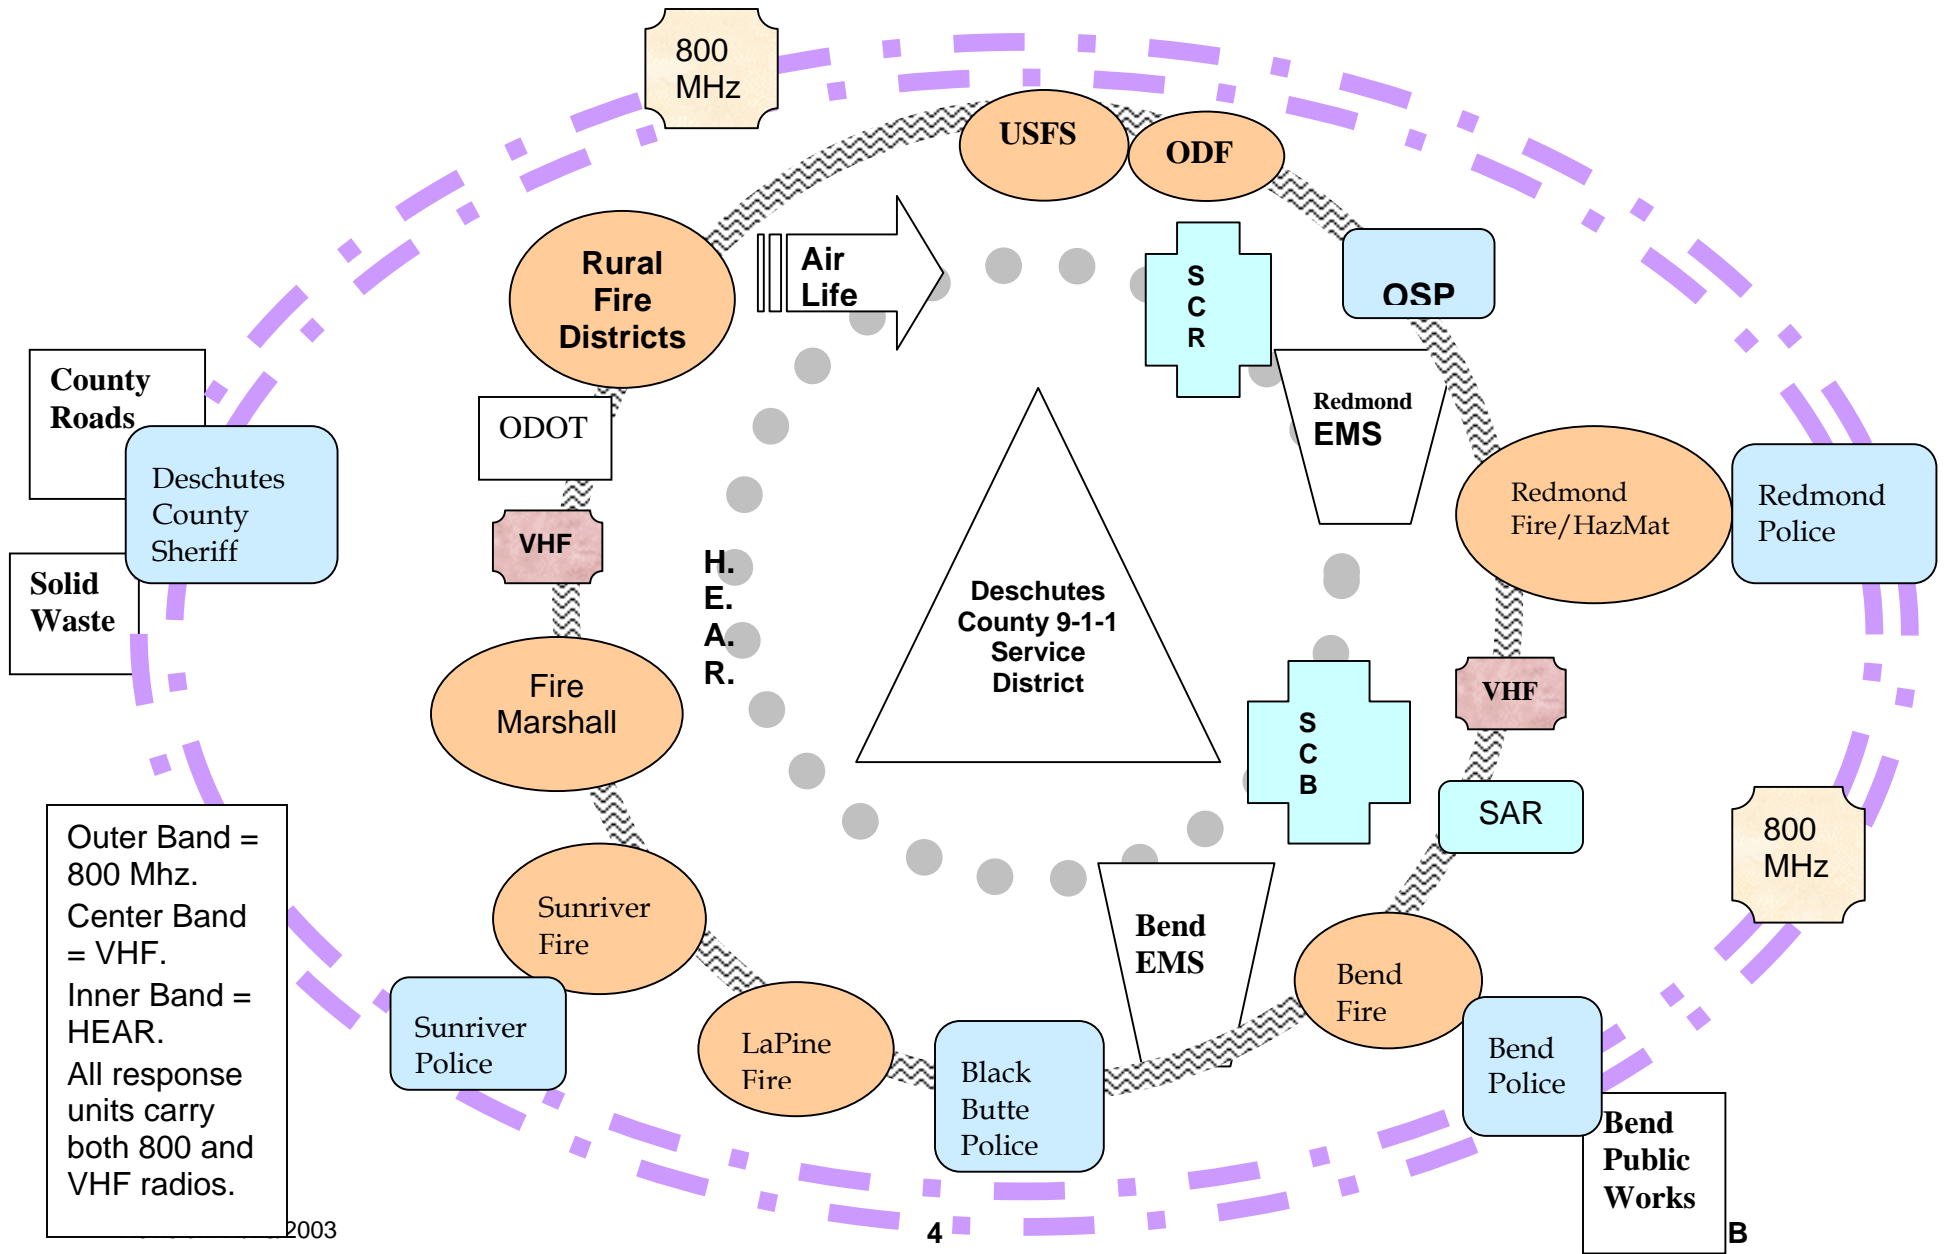 800
MHz
USFS
ODF
Rural
Fire
Districts
Air
Life
S
C
R
OSP
County
Roads
ODOT
Redmond
EMS
Deschutes
County
Sheriff
Redmond
Fire/HazMat
Redmond
Police
VHF
H.
E.
A.
R.
Solid
Waste
Deschutes
County 9-1-1
Service
District
Fire
Marshall
VHF
S
C
B
SAR
800
MHz
Outer Band =
800 Mhz.
Center Band
= VHF.
Inner Band =
HEAR.
All response
units carry
both 800 and
VHF radios.
Sunriver
Fire
Bend
EMS
Bend
Fire
Sunriver
Police
LaPine
Fire
Black
Butte
Police
Bend
Police
Bend
Public
Works
2003
4
B